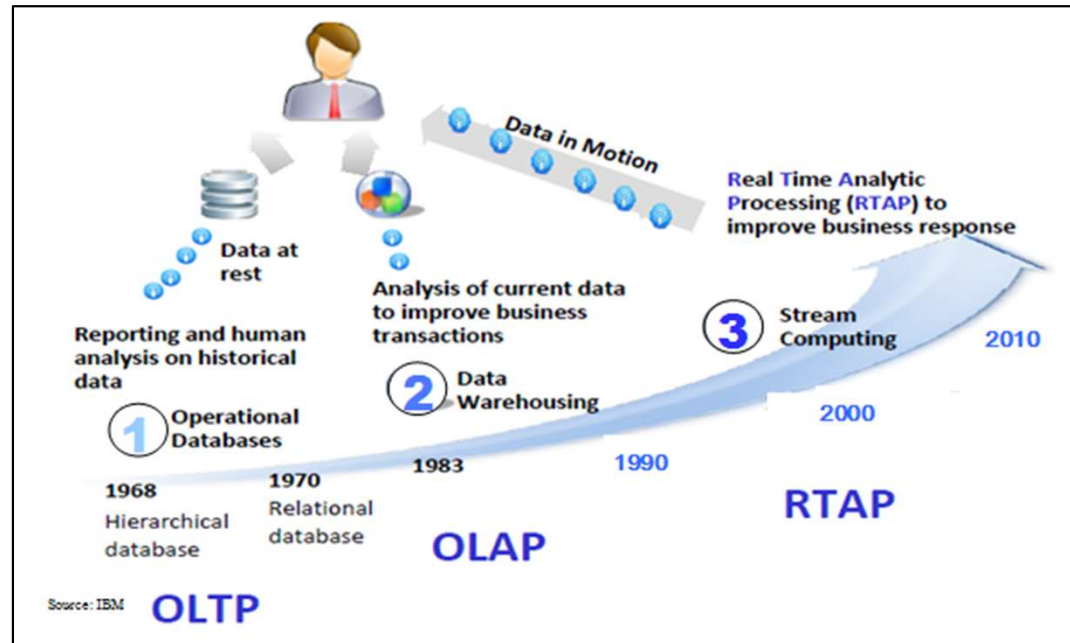 Data in Motion
Real Time Analytic
Processing (RTAP) to
improve business response
Data at
rest
Analysis of current data
to improve business
transactions
Reporting and human
analysis on historical
data
1 Operational
Databases
2 Data
Warehousing
3 Stream
Computing
2010
2000
1990
1983
1970
Relational
database
1968
Hierarchical
database
RTAP
OLAP
OLTP
Source: IBM